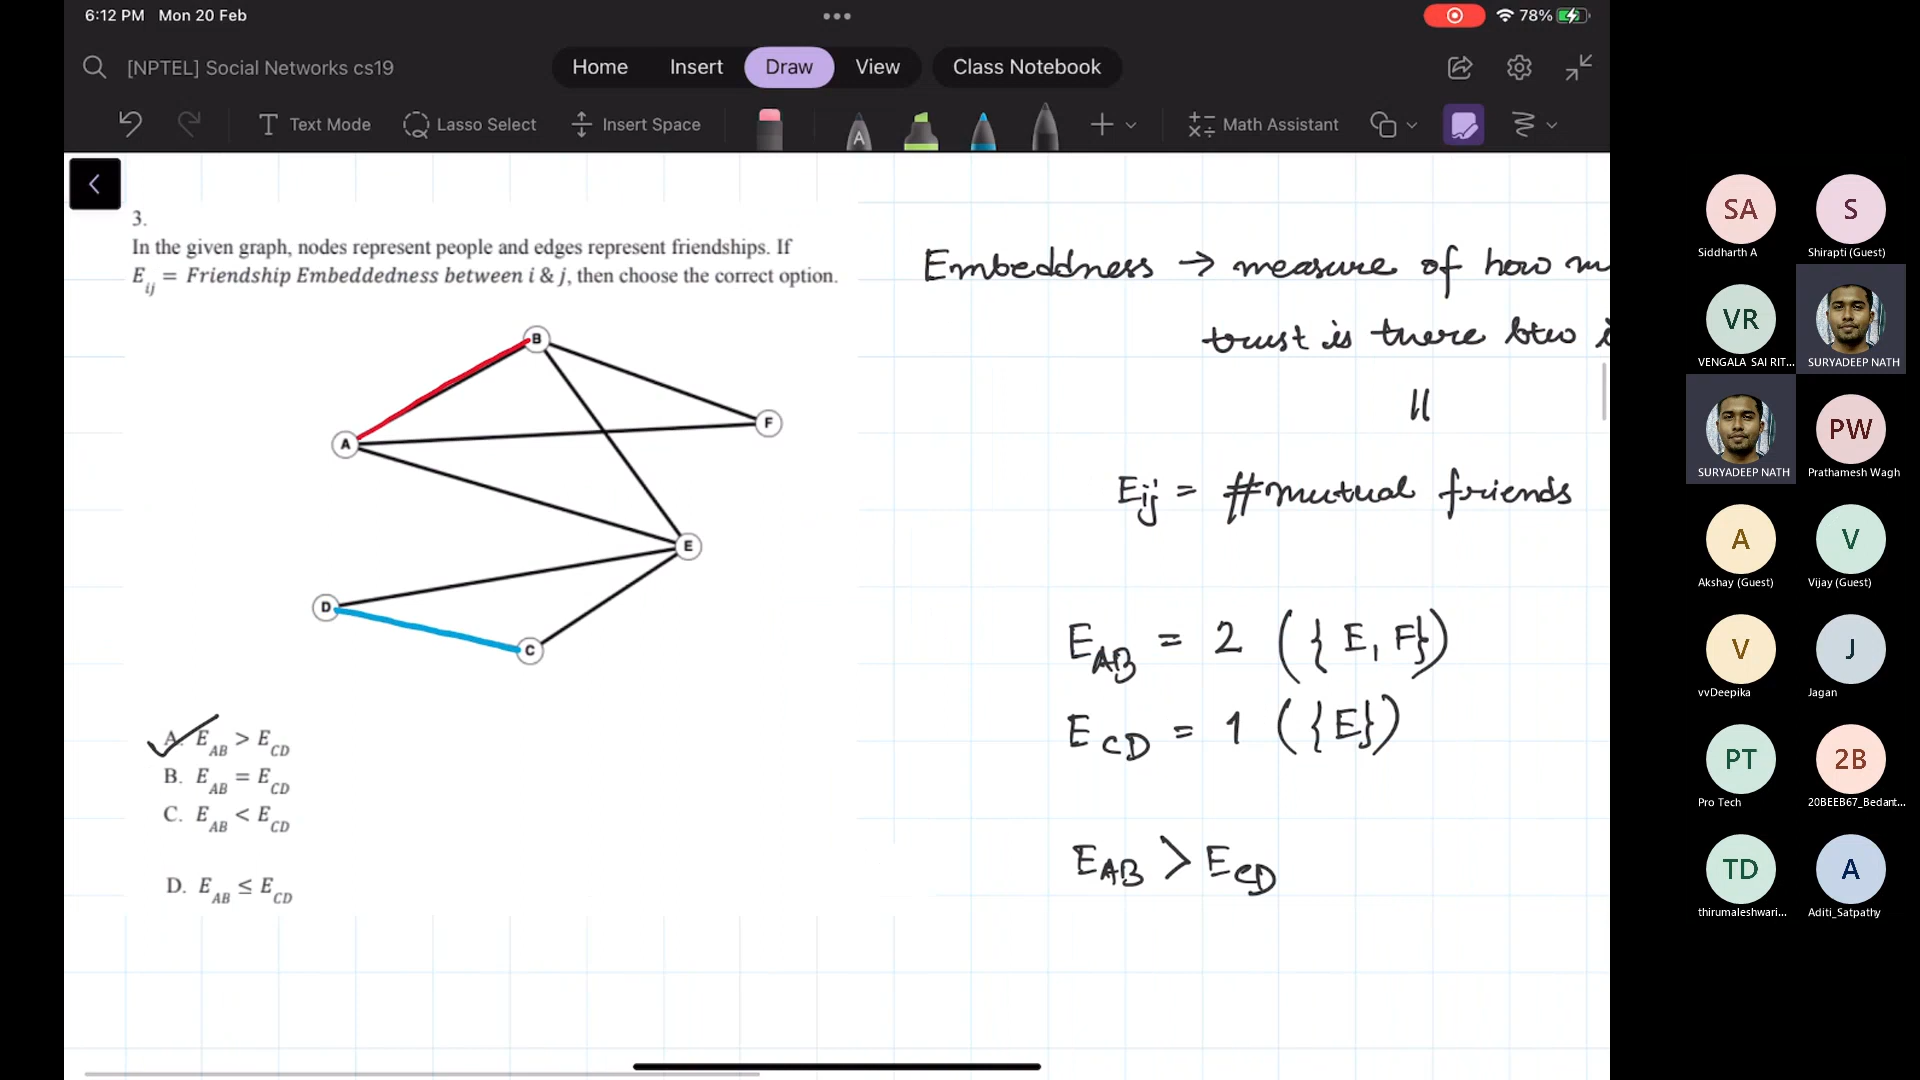 6:12 PM Mon 20 Feb
78%
[NPTEL] Social Networks cs19
Home Insert Draw View Class Notebook
Text Mode Lasso Select Insert Space A Math Assistant
3.
In the given graph, nodes represent people and edges represent friendships. If
E_ij = Friendship Embeddedness between i & j, then choose the correct option.
B
F
A
E
D
C
A. E_AB > E_CD
B. E_AB = E_CD
C. E_AB < E_CD
D. E_AB ≤ E_CD
Embeddness → measure of how m
trust is there btw i
Eij = #mutual friends
E_AB = 2 ({E, F})
E_CD = 1 ({E})
E_AB > E_CD
SA S
Siddharth A Shirapti (Guest)
VR
VENGALA SAI RIT... SURYADEEP NATH
PW
SURYADEEP NATH Prathamesh Wagh
A V
Akshay (Guest) Vijay (Guest)
V J
vvDeepika Jagan
PT 2B
Pro Tech 20BEEB67_Bedant...
TD A
thirumaleshwari... Aditi_Satpathy